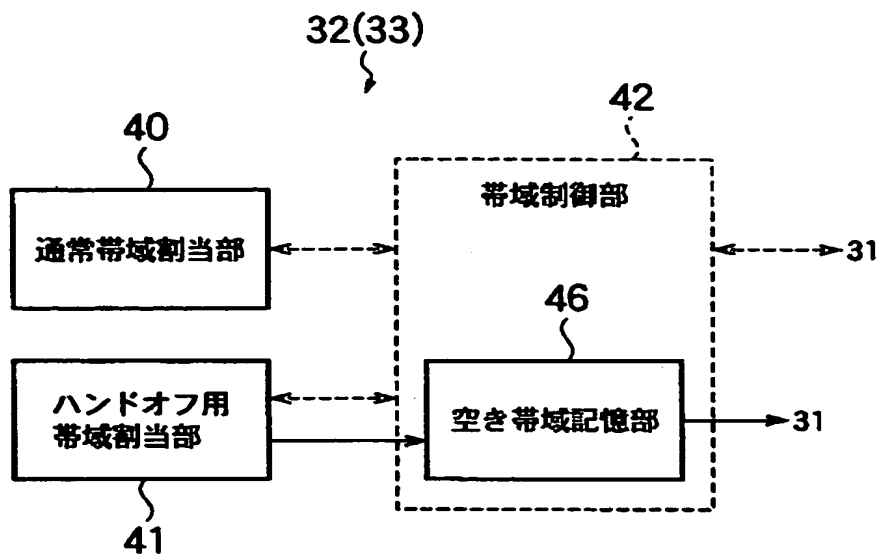 32(33)
42
40
帯域制御部
通常帯域割当部
31
46
ハンドオフ用
帯域割当部
空き帯域記憶部
31
41